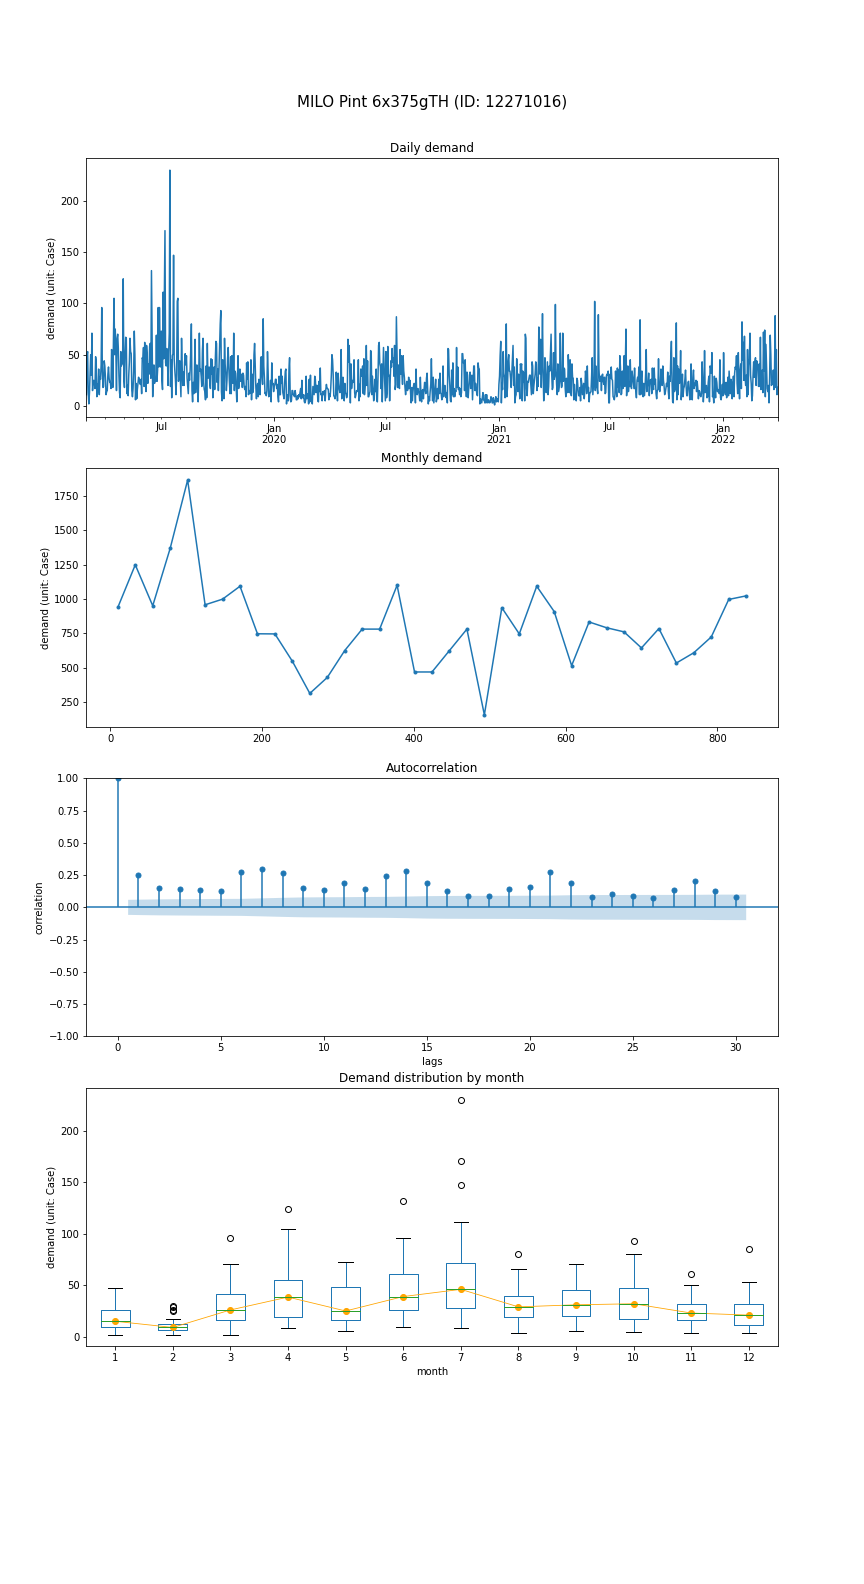 MILO Pint 6x375gTH (ID: 12271016)
Daily demand
demand (unit: Case)
200
150
100
50
0
Jul
Jan
2020
Jul
Jan
2021
Jul
Jan
2022
Monthly demand
demand (unit: Case)
1750
1500
1250
1000
750
500
250
0 200 400 600 800
Autocorrelation
correlation
1.00
0.75
0.50
0.25
0.00
−0.25
−0.50
−0.75
−1.00
0 5 10 15 20 25 30
lags
Demand distribution by month
demand (unit: Case)
200
150
100
50
0
1 2 3 4 5 6 7 8 9 10 11 12
month